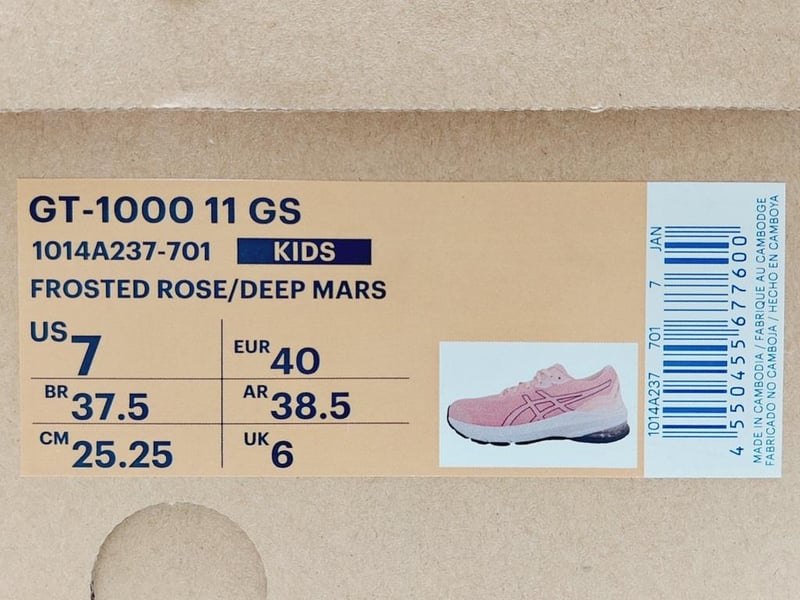 GT-1000 11 GS
1014A237-701 KIDS
FROSTED ROSE/DEEP MARS
US 7
EUR 40
BR 37.5
AR 38.5
CM 25.25
UK 6
1014A237 701 7 JAN
4 550455 677600
MADE IN CAMBODIA / FABRIQUE AU CAMBODGE
FABRICADO NO CAMBOJA / HECHO EN CAMBOYA